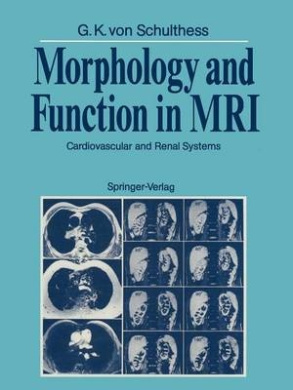 G. K. von Schulthess
Morphology and
Function in MRI
Cardiovascular and Renal Systems
Springer-Verlag